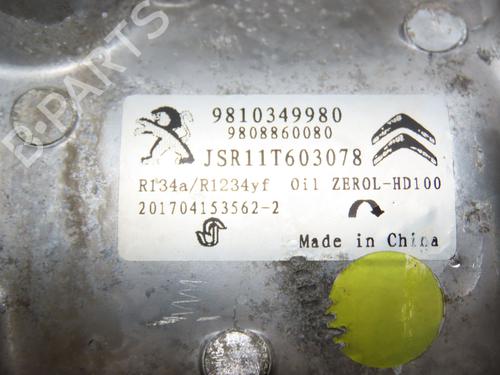 B-PARTS
9810349980
9808860080
JSR11T603078
R134a/R1234yf Oil ZEROL-HD100
201704153562-2
Made in China